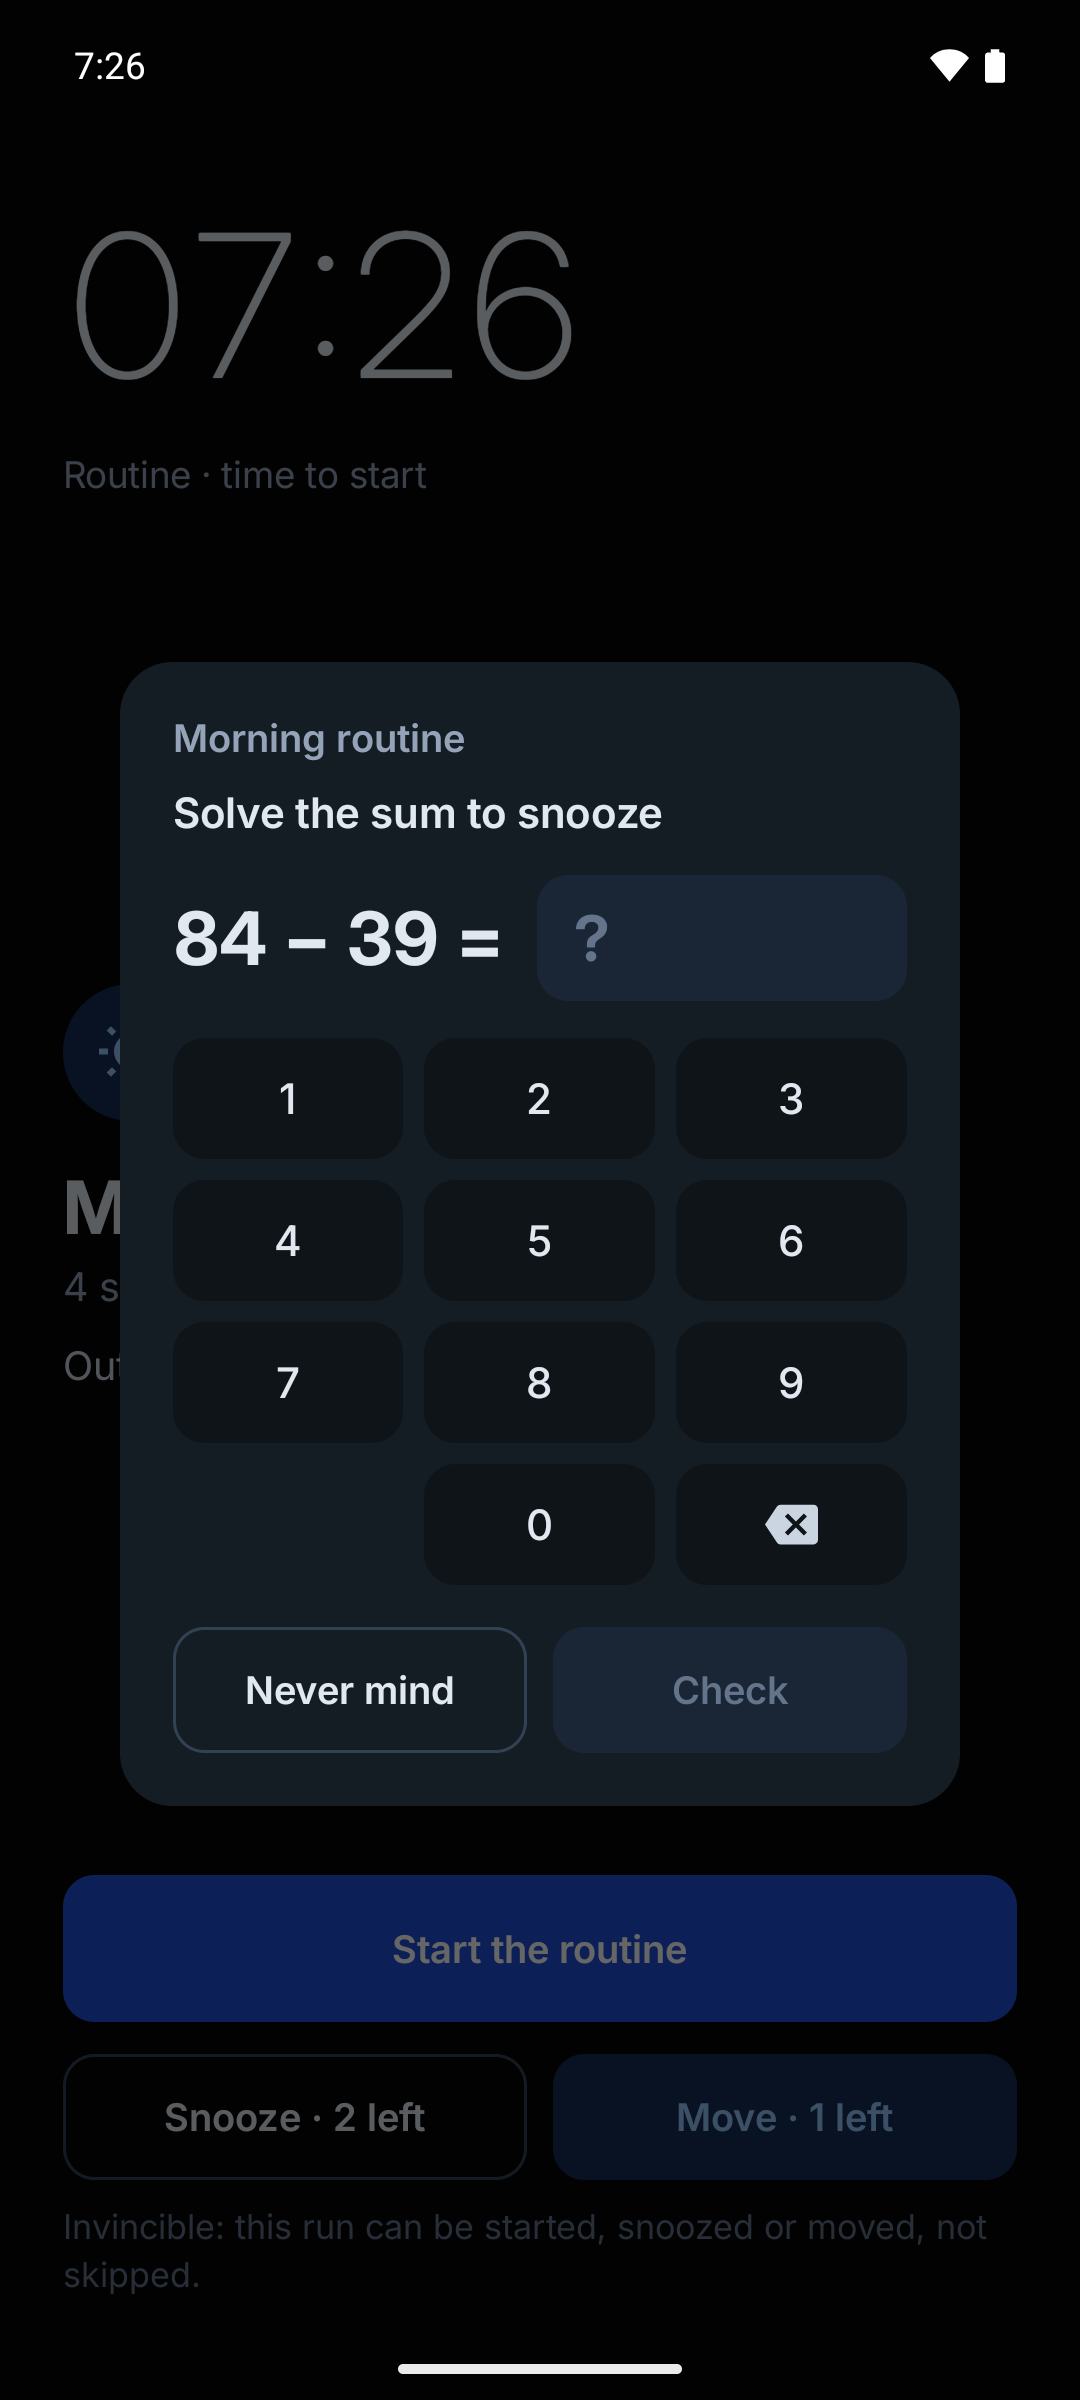 7:26
07:26
Routine · time to start
Morning routine
Solve the sum to snooze
84 – 39 = ?
1 2 3
4 5 6
7 8 9
0
Never mind Check
Start the routine
Snooze · 2 left Move · 1 left
Invincible: this run can be started, snoozed or moved, not
skipped.